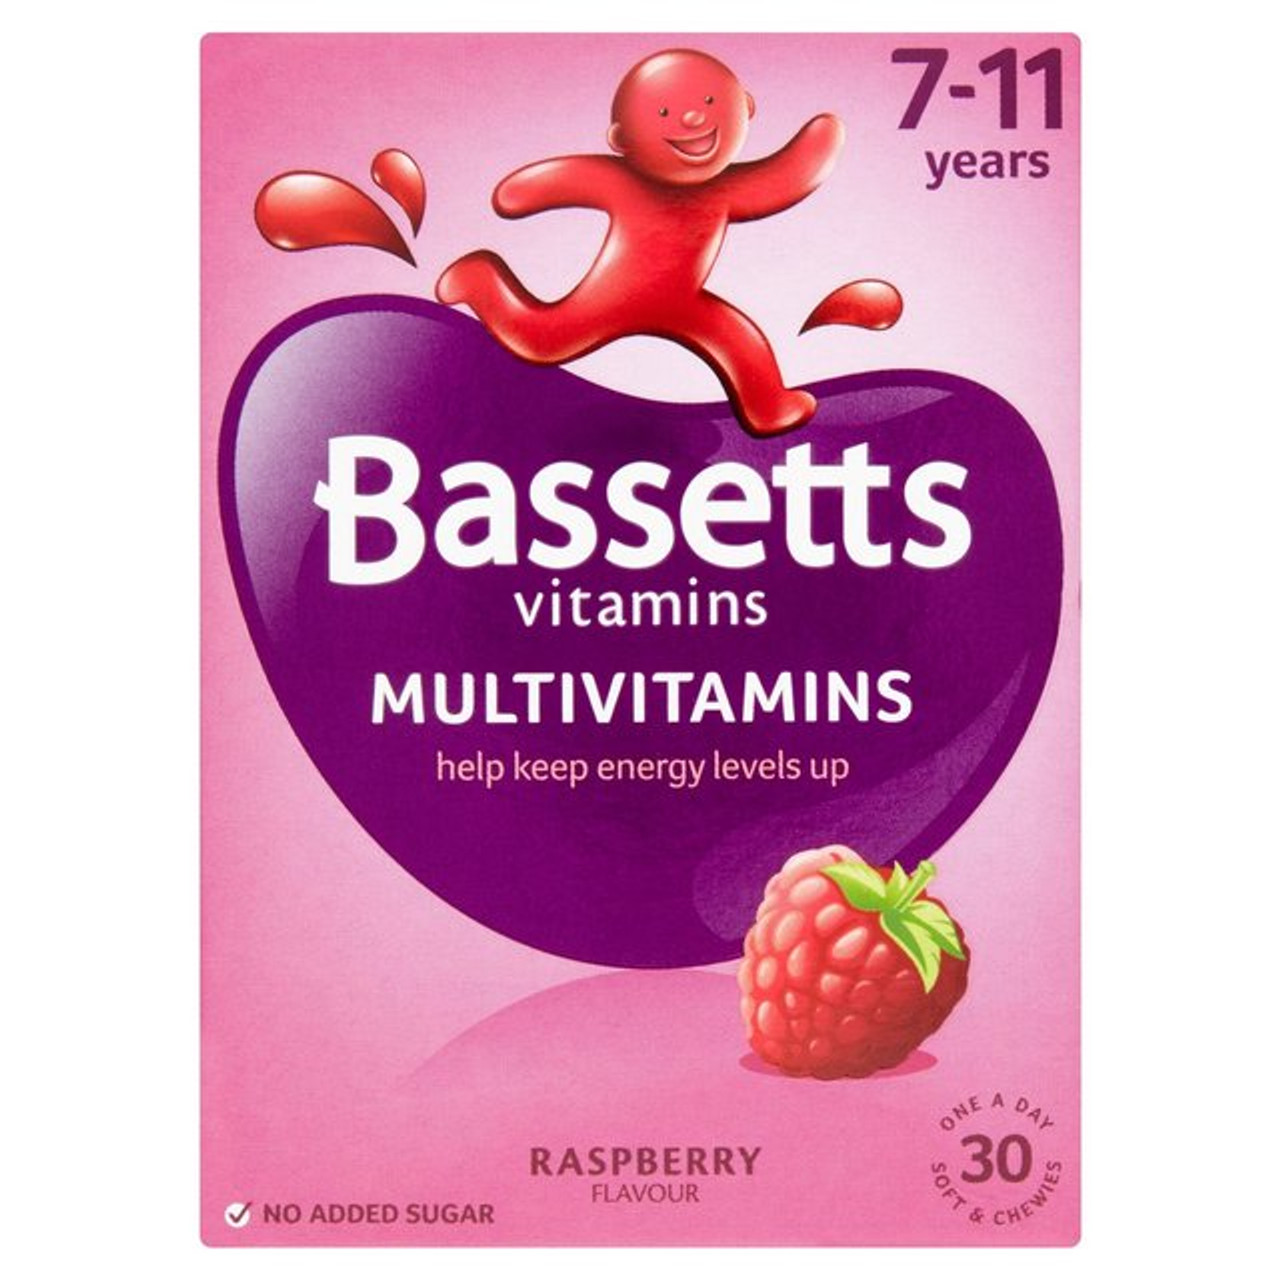 7-11
years
Bassetts
vitamins
MULTIVITAMINS
help keep energy levels up
RASPBERRY
FLAVOUR
NO ADDED SUGAR
ONE A DAY
30
SOFT & CHEWIES